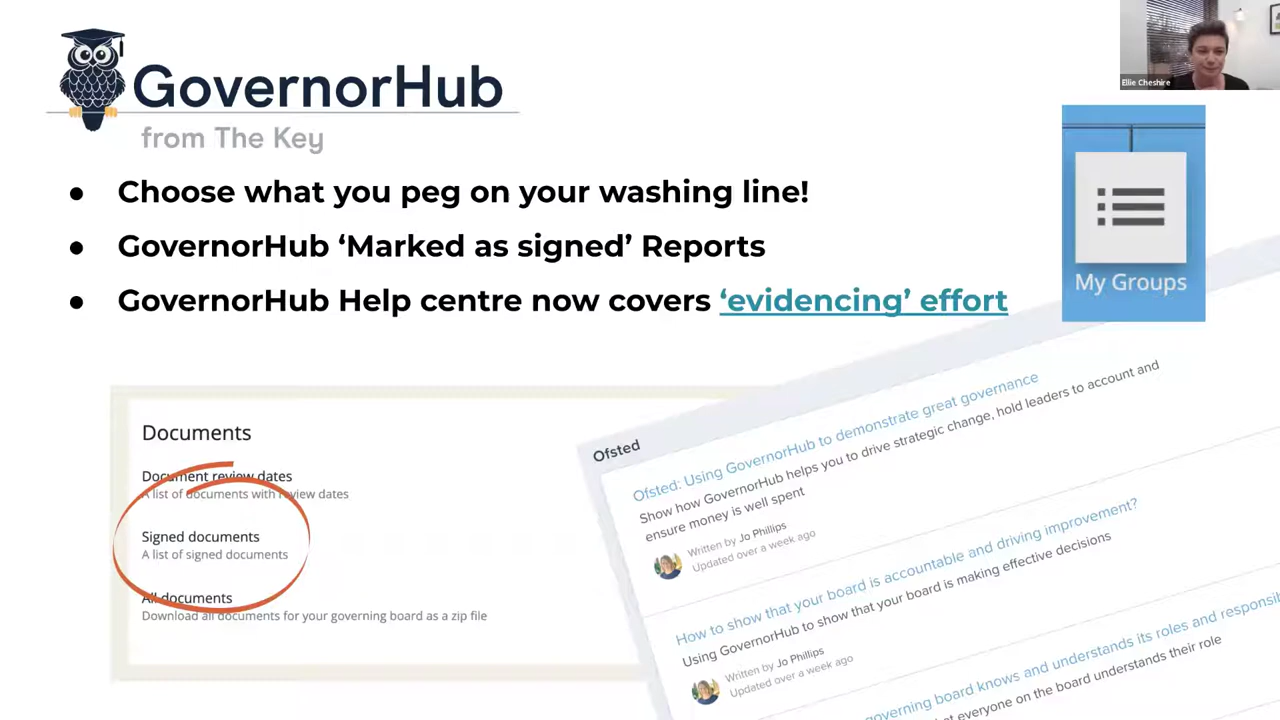 GovernorHub
from The Key
Ellie Cheshire
• Choose what you peg on your washing line!
• GovernorHub ‘Marked as signed’ Reports
• GovernorHub Help centre now covers ‘evidencing’ effort
My Groups
Documents
Document review dates
A list of documents with review dates
Signed documents
A list of signed documents
All documents
Download all documents for your governing board as a zip file
Ofsted
Ofsted: Using GovernorHub to demonstrate great governance
Show how GovernorHub helps you to drive strategic change, hold leaders to account and
ensure money is well spent
Written by Jo Phillips
Updated over a week ago
How to show that your board is accountable and driving improvement?
Using GovernorHub to show that your board is making effective decisions
Written by Jo Phillips
Updated over a week ago
governing board knows and understands its roles and
everyone on the board understands their role